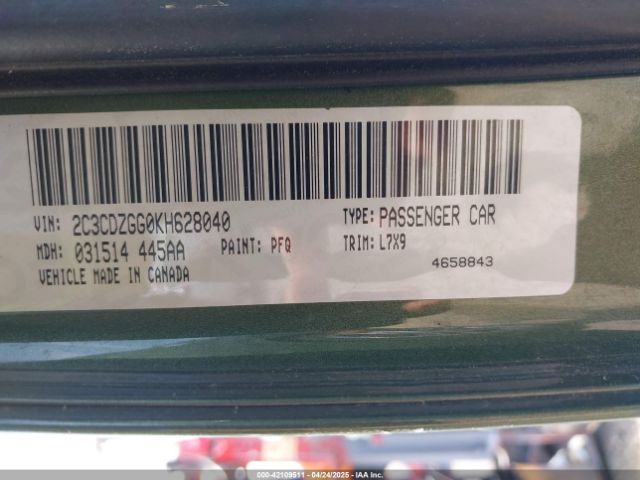 VIN: 2C3CDZGG0KH628040 TYPE: PASSENGER CAR
MDH: 031514 445AA PAINT: PFQ TRIM: L7X9
VEHICLE MADE IN CANADA 4658843
000-42109511 - 04/24/2025 - IAA Inc.